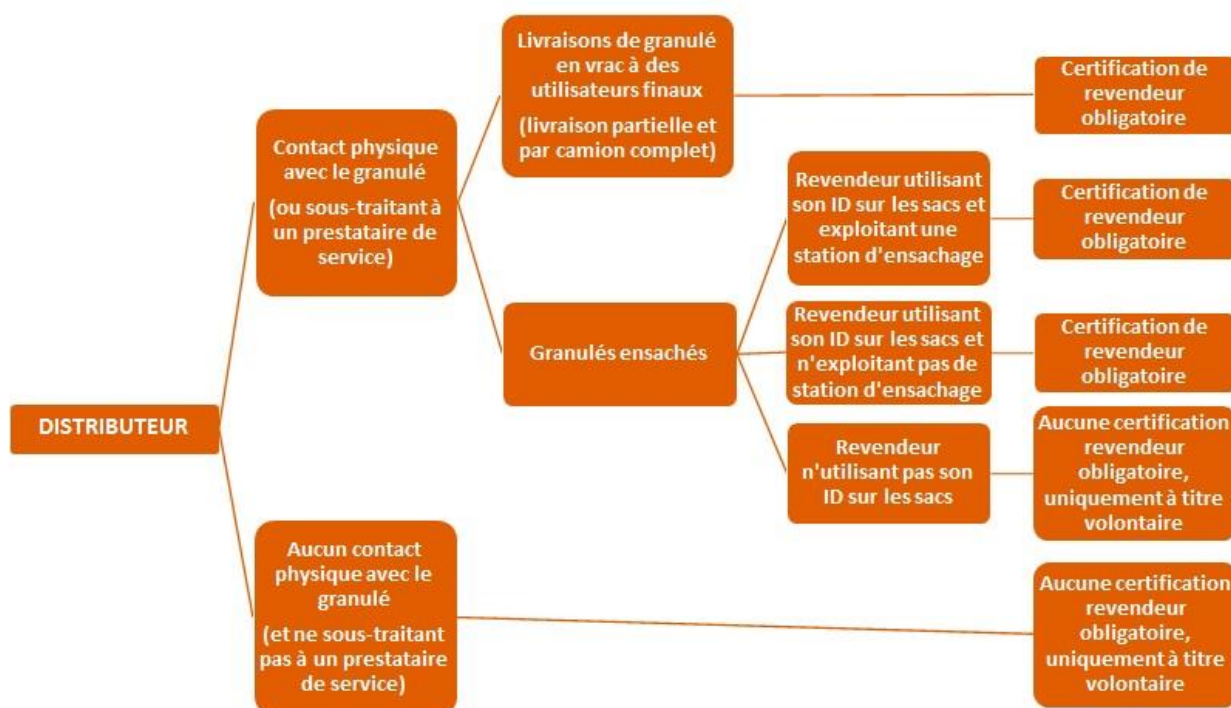 DISTRIBUTEUR
Contact physique
avec le granulé
(ou sous-traitant à
un prestataire de
service)
Livraisons de granulé
en vrac à des
utilisateurs finaux
(livraison partielle et
par camion complet)
Certification de
revendeur
obligatoire
Granulés ensachés
Revendeur utilisant
son ID sur les sacs et
exploitant une
station d'ensachage
Certification de
revendeur
obligatoire
Revendeur utilisant
son ID sur les sacs et
n'exploitant pas de
station d'ensachage
Certification de
revendeur
obligatoire
Revendeur
n'utilisant pas son
ID sur les sacs
Aucune certification
revendeur
obligatoire,
uniquement à titre
volontaire
Aucun contact
physique avec le
granulé
(et ne sous-traitant
pas à un prestataire
de service)
Aucune certification
revendeur
obligatoire,
uniquement à titre
volontaire